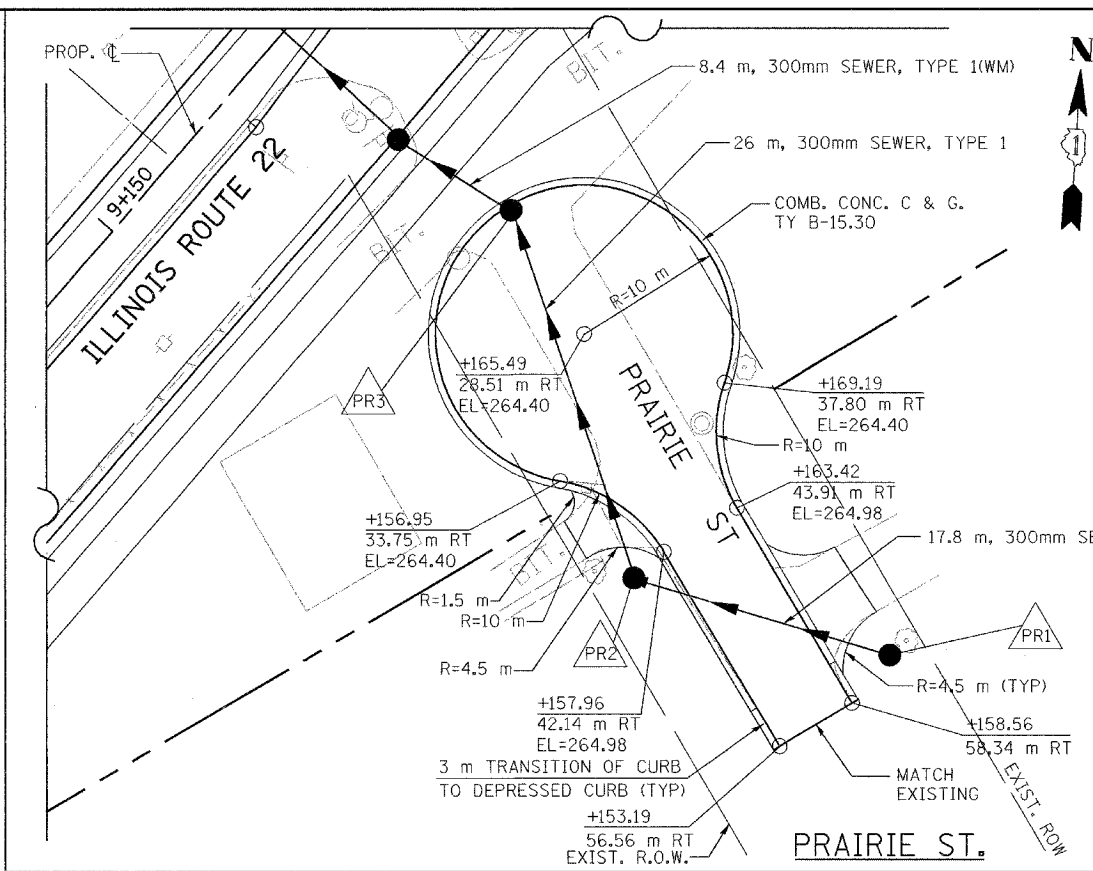 PROP. ℄
BIT.
8.4 m, 300mm SEWER, TYPE 1(WM)
N
1
26 m, 300mm SEWER, TYPE 1
COMB. CONC. C & G.
TY B-15.30
9+150
ILLINOIS ROUTE 22
BIT.
R=10 m
+165.49
28.51 m RT
EL=264.40
PR3
PRAIRIE ST
+169.19
37.80 m RT
EL=264.40
R=10 m
+163.42
43.91 m RT
EL=264.98
+156.95
33.75 m RT
EL=264.40
17.8 m, 300mm SE
BIT.
R=1.5 m
R=10 m
R=4.5 m
PR2
PR1
R=4.5 m (TYP)
+157.96
42.14 m RT
EL=264.98
+158.56
58.34 m RT
3 m TRANSITION OF CURB
TO DEPRESSED CURB (TYP)
MATCH
EXISTING
EXIST. ROW
+153.19
56.56 m RT
EXIST. R.O.W.
PRAIRIE ST.